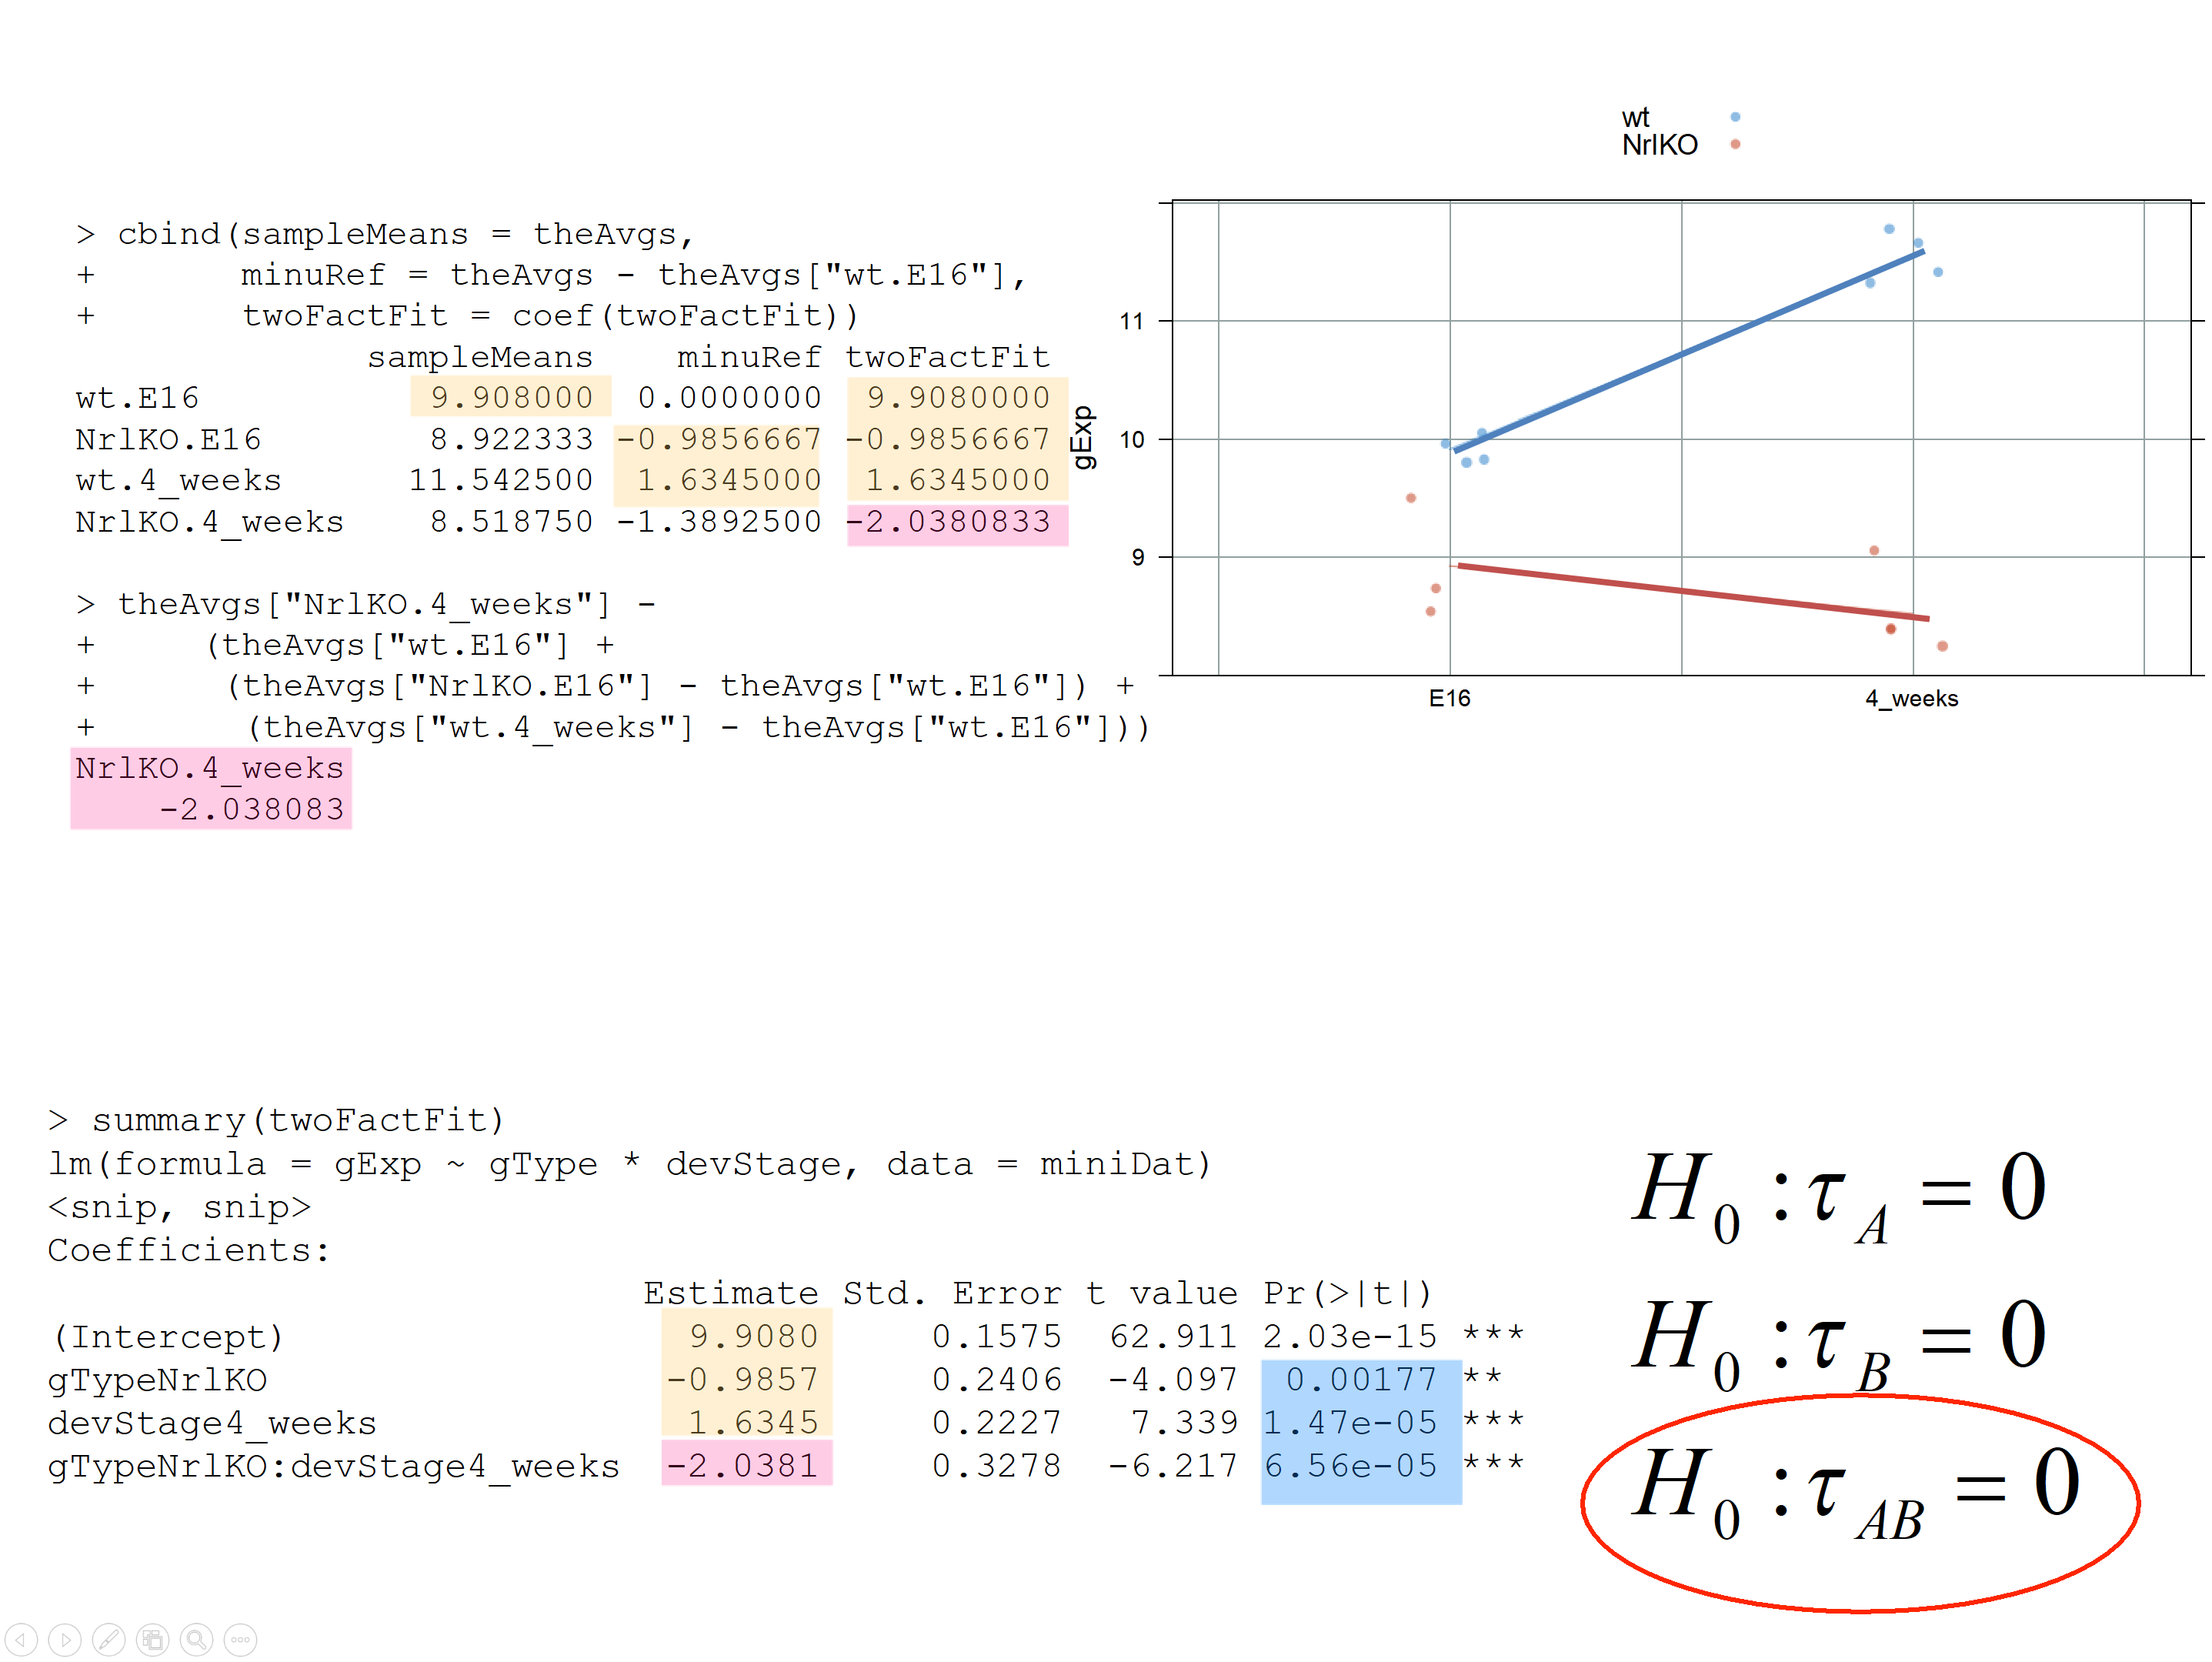 > cbind(sampleMeans = theAvgs,
+       minuRef = theAvgs - theAvgs["wt.E16"],
+       twoFactFit = coef(twoFactFit))
              sampleMeans    minuRef twoFactFit
wt.E16           9.908000  0.0000000  9.9080000
NrlKO.E16        8.922333 -0.9856667 -0.9856667
wt.4_weeks      11.542500  1.6345000  1.6345000
NrlKO.4_weeks    8.518750 -1.3892500 -2.0380833
> theAvgs["NrlKO.4_weeks"] -
+     (theAvgs["wt.E16"] +
+      (theAvgs["NrlKO.E16"] - theAvgs["wt.E16"]) +
+       (theAvgs["wt.4_weeks"] - theAvgs["wt.E16"]))
NrlKO.4_weeks
    -2.038083
wt
NrlKO
gExp
11
10
9
E16
4_weeks
> summary(twoFactFit)
lm(formula = gExp ~ gType * devStage, data = miniDat)
<snip, snip>
Coefficients:
                           Estimate Std. Error t value Pr(>|t|)
(Intercept)                  9.9080     0.1575  62.911 2.03e-15 ***
gTypeNrlKO                  -0.9857     0.2406  -4.097  0.00177 **
devStage4_weeks              1.6345     0.2227   7.339 1.47e-05 ***
gTypeNrlKO:devStage4_weeks  -2.0381     0.3278  -6.217 6.56e-05 ***
H₀ : τ_A = 0
H₀ : τ_B = 0
H₀ : τ_AB = 0